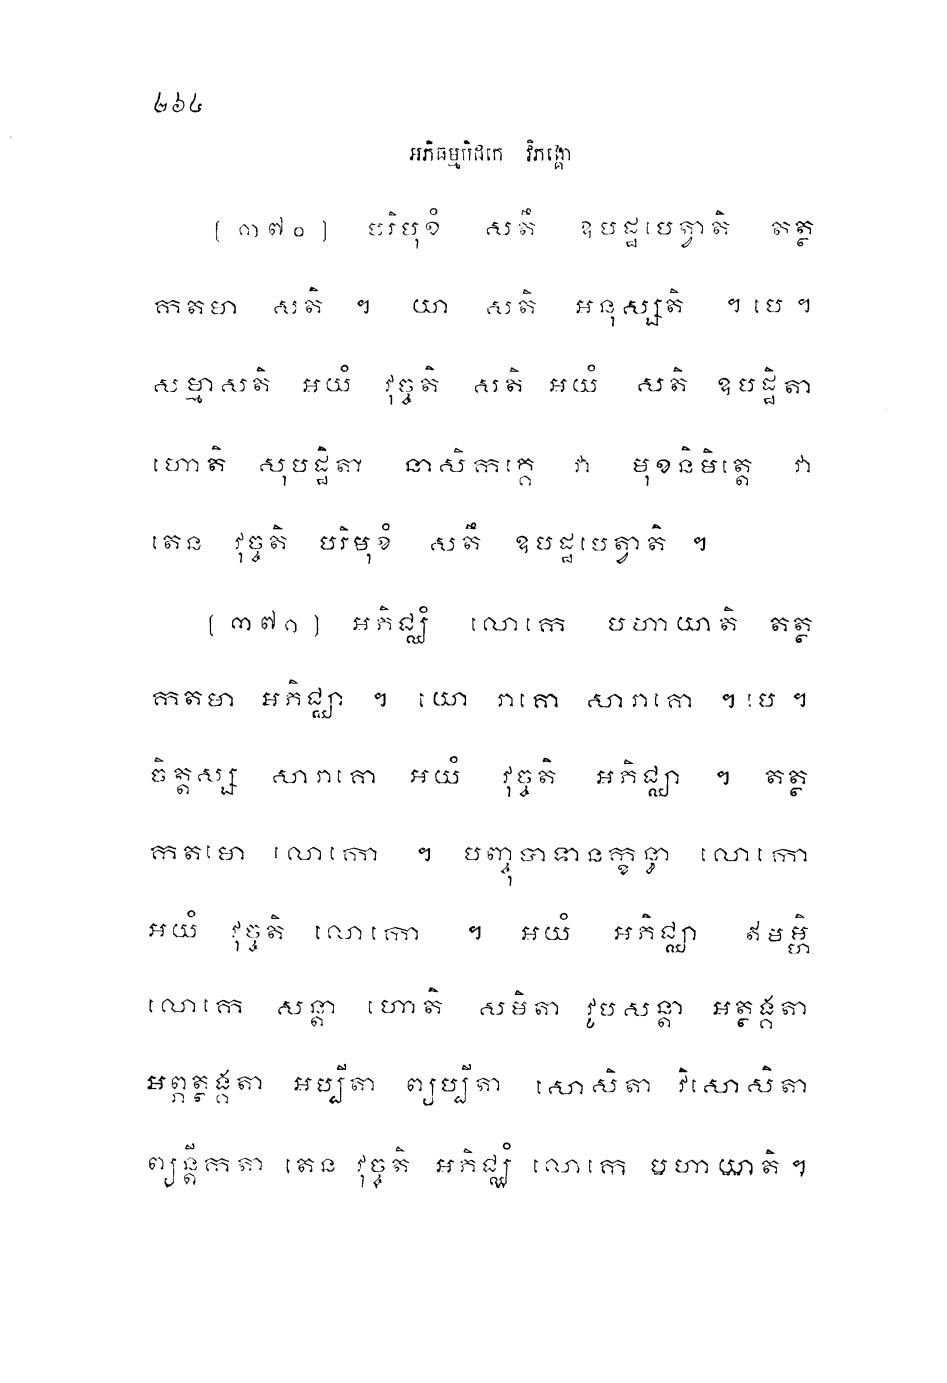 ២៦៤
អភិធម្មបិដកេ វិភង្គោ
[ ៣៧០ ] បរិមុខំ សតឹ ឧបដ្ឋបេត្វាតិ តត្ថ
កតមា សតិ ។ យា សតិ អនុស្សតិ ។ បេ ។
សម្មាសតិ អយំ វុច្ចតិ សតិ អយំ សតិ ឧបដ្ឋិតា
ហោតិ សុបដ្ឋិតា នាសិកគ្គេ វា មុខនិមិត្តេ វា
តេន វុច្ចតិ បរិមុខំ សតឹ ឧបដ្ឋបេត្វាតិ ។
[ ៣៧១ ] អភិជ្ឈំ លោកេ បហាយាតិ តត្ថ
កតមា អភិជ្ឈា ។ យោ រាគោ សារាគោ ។ បេ ។
ចិត្តស្ស សារាគោ អយំ វុច្ចតិ អភិជ្ឈា ។ តត្ថ
កតមោ លោកោ ។ បញ្ចុបាទានក្ខន្ធា លោកោ
អយំ វុច្ចតិ លោកោ ។ អយំ អភិជ្ឈា ឥមម្ហិ
លោកេ សន្តា ហោតិ សមិតា វូបសន្តា អត្ថង្គតា
អព្ភត្ថង្គតា អប្បីតា ព្យប្បីតា សោសិតា វិសោសិតា
ព្យន្តីកតា តេន វុច្ចតិ អភិជ្ឈំ លោកេ បហាយាតិ ។